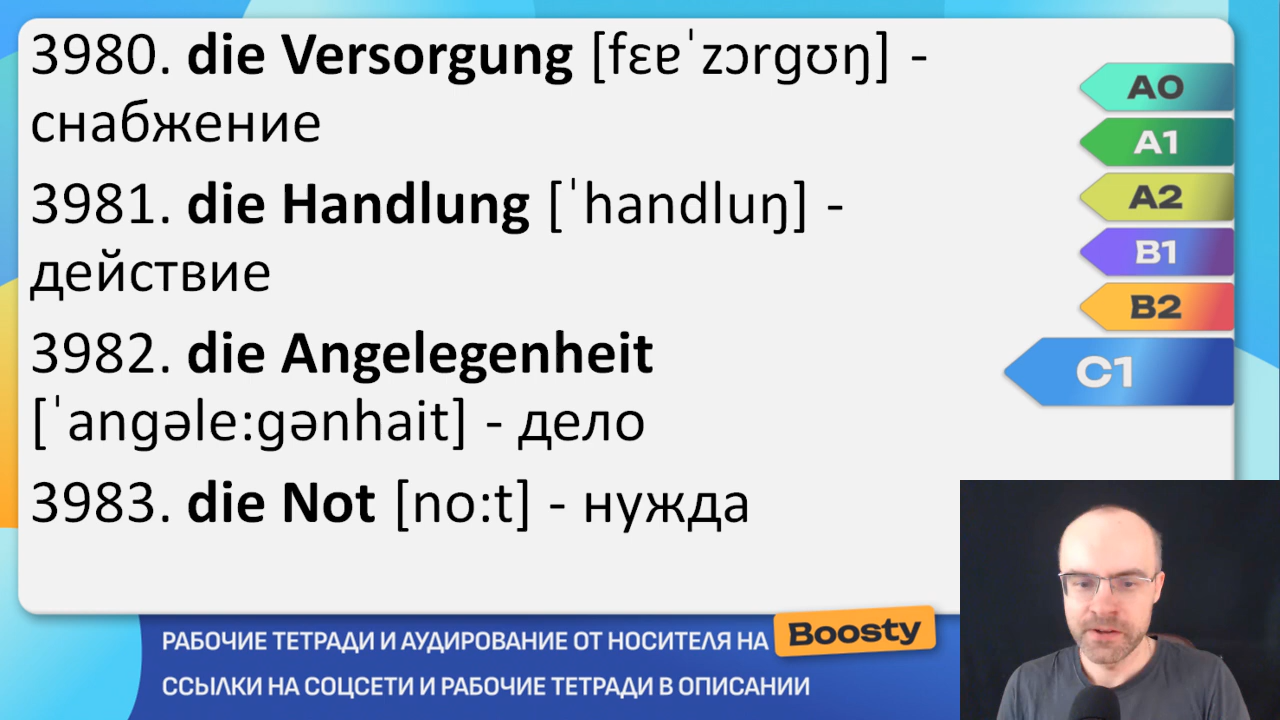 3980. die Versorgung [fɛɐˈzɔrgʊŋ] -
снабжение
3981. die Handlung [ˈhandluŋ] -
действие
3982. die Angelegenheit
[ˈangəle:gənhait] - дело
3983. die Not [no:t] - нужда
A0
A1
A2
B1
B2
C1
РАБОЧИЕ ТЕТРАДИ И АУДИРОВАНИЕ ОТ НОСИТЕЛЯ НА Boosty
ССЫЛКИ НА СОЦСЕТИ И РАБОЧИЕ ТЕТРАДИ В ОПИСАНИИ